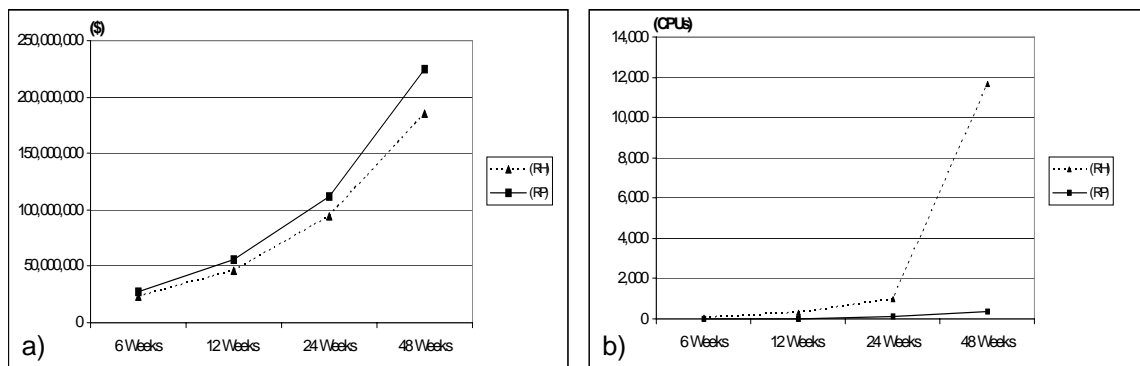 ($)
250,000,000
200,000,000
150,000,000
100,000,000
50,000,000
0
6 Weeks 12 Weeks 24 Weeks 48 Weeks
(RH)
(RP)
a)
(CPUs)
14,000
12,000
10,000
8,000
6,000
4,000
2,000
0
6 Weeks 12 Weeks 24 Weeks 48 Weeks
(RH)
(RP)
b)